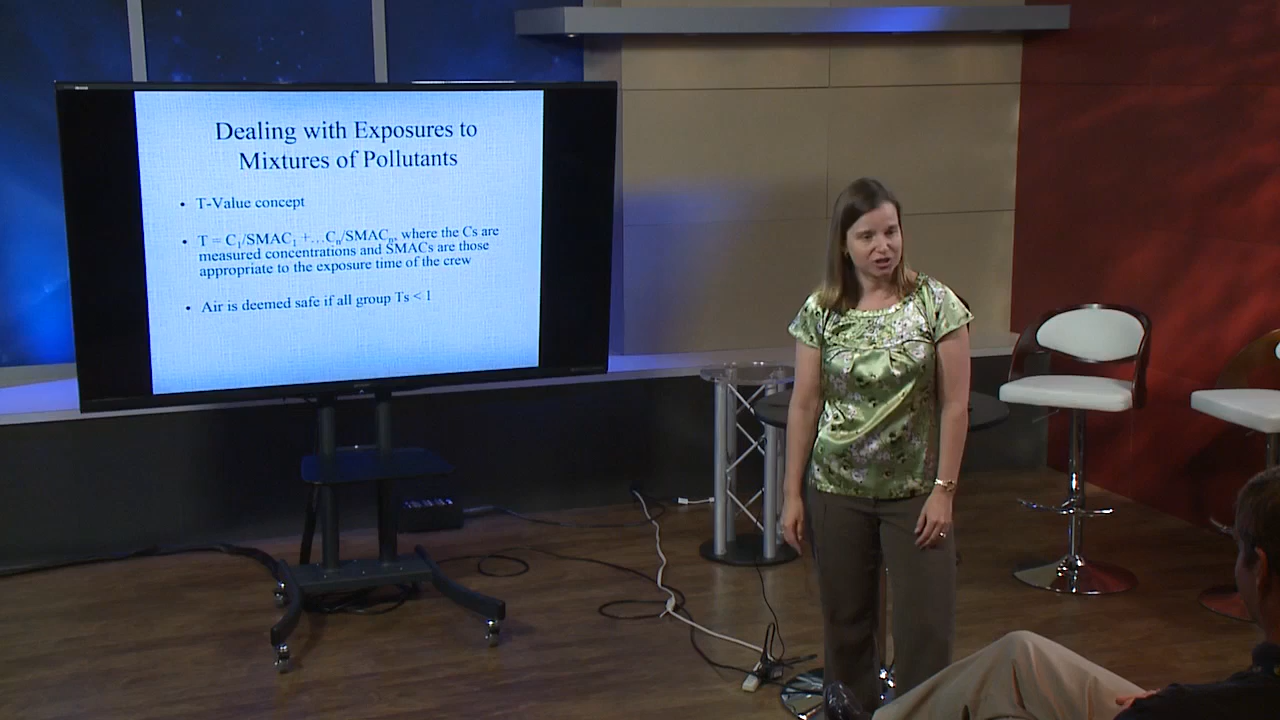 Dealing with Exposures to
Mixtures of Pollutants
• T-Value concept
• T = C₁/SMAC₁ +…Cₙ/SMACₙ, where the Cs are
measured concentrations and SMACs are those
appropriate to the exposure time of the crew
• Air is deemed safe if all group Ts < 1